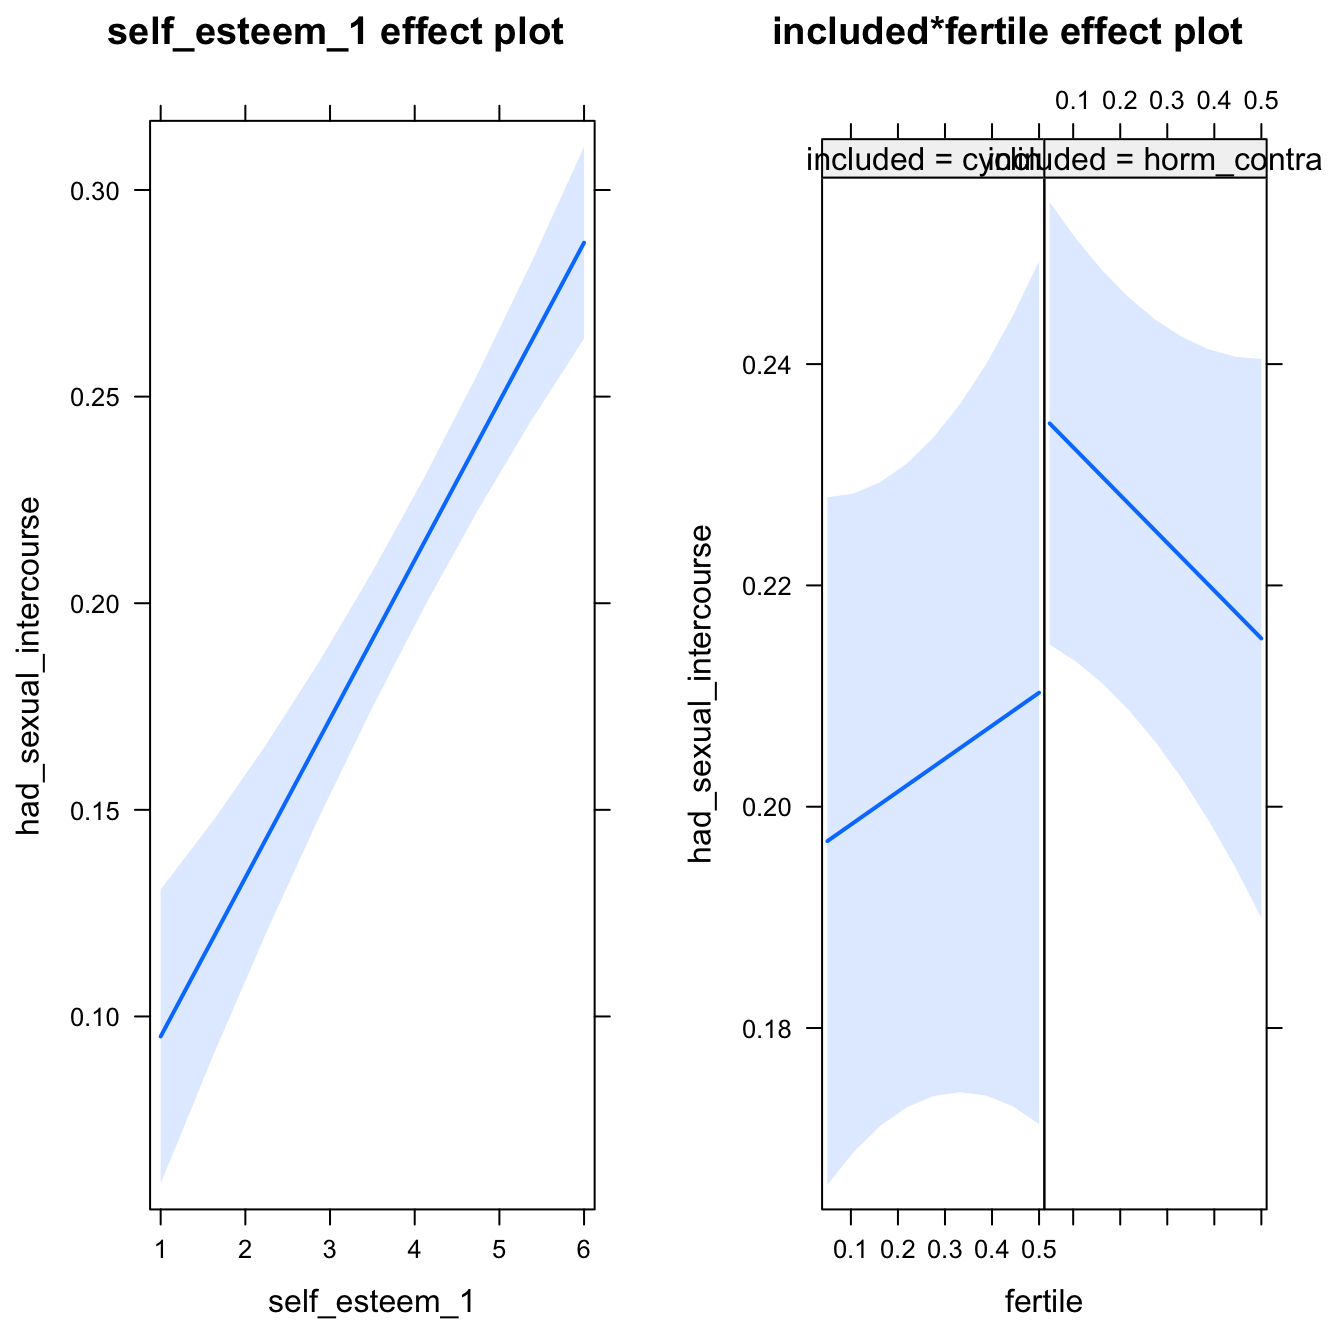 self_esteem_1 effect plot
had_sexual_intercourse
0.30
0.25
0.20
0.15
0.10
1 2 3 4 5 6
self_esteem_1
included*fertile effect plot
0.1 0.2 0.3 0.4 0.5
included =
included = horm_contra
had_sexual_intercourse
0.24
0.22
0.20
0.18
0.1 0.2 0.3 0.4 0.5
fertile